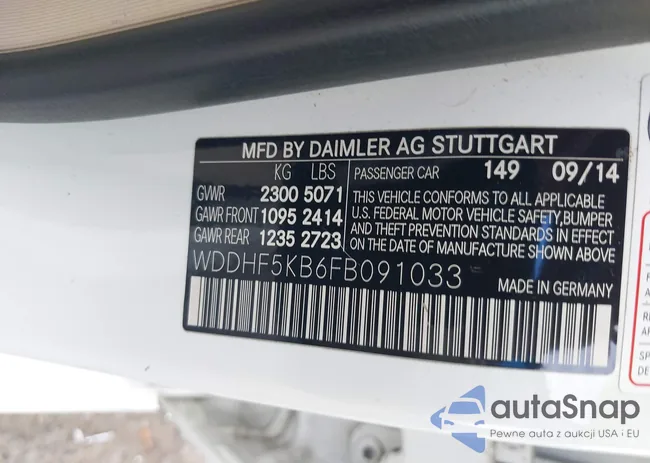 MFD BY DAIMLER AG STUTTGART
KG LBS
GVWR 2300 5071
GAWR FRONT 1095 2414
GAWR REAR 1235 2723
PASSENGER CAR 149 09/14
THIS VEHICLE CONFORMS TO ALL APPLICABLE
U.S. FEDERAL MOTOR VEHICLE SAFETY, BUMPER
AND THEFT PREVENTION STANDARDS IN EFFECT
ON THE DATE OF MANUFACTURE SHOWN ABOVE
WDDHF5KB6FB091033
MADE IN GERMANY
autaSnap
Pewne auta z aukcji USA i EU